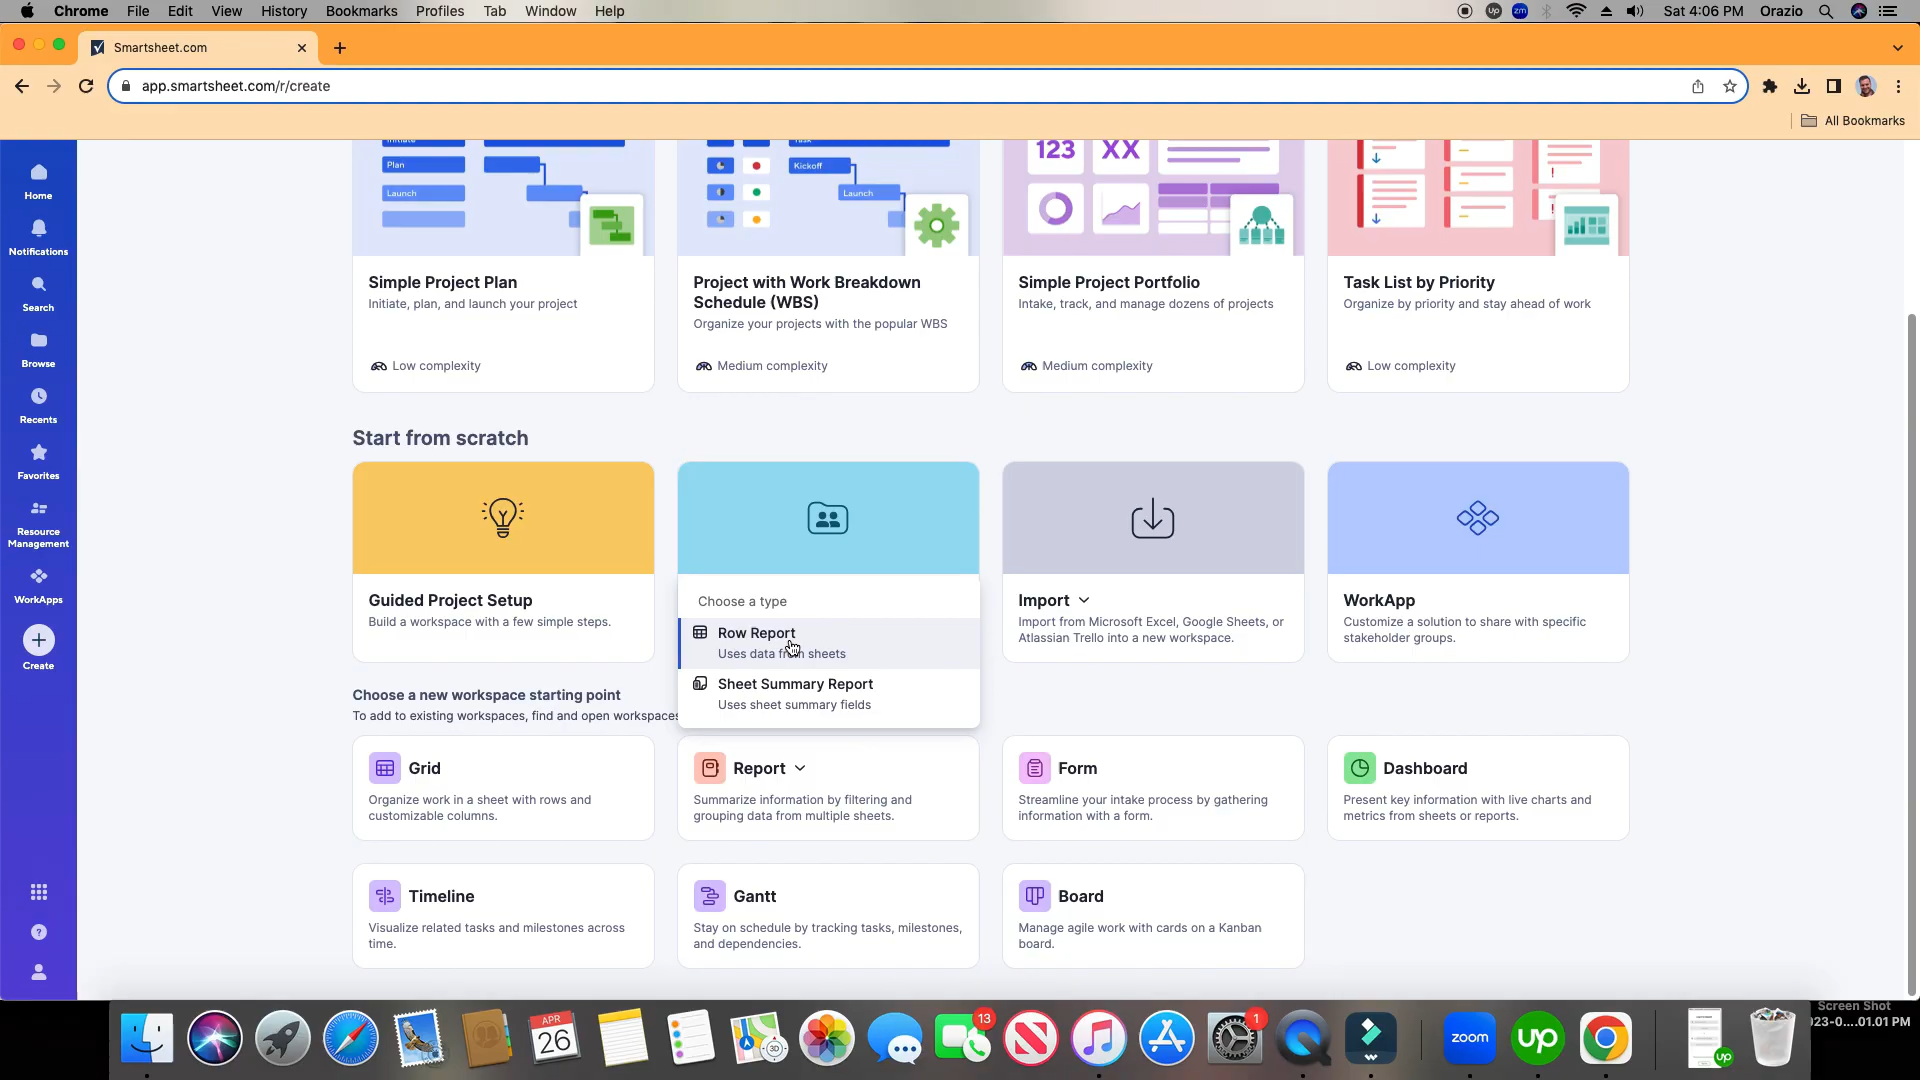 Chrome File Edit View History Bookmarks Profiles Tab Window Help
up zm Sat 4:06 PM Orazio
Smartsheet.com
app.smartsheet.com/r/create
All Bookmarks
Home
Notifications
Search
Browse
Recents
Favorites
Resource
Management
WorkApps
Create
Plan
Launch
Kickoff
Launch
123 XX
Simple Project Plan
Initiate, plan, and launch your project
Low complexity
Project with Work Breakdown
Schedule (WBS)
Organize your projects with the popular WBS
Medium complexity
Simple Project Portfolio
Intake, track, and manage dozens of projects
Medium complexity
Task List by Priority
Organize by priority and stay ahead of work
Low complexity
Start from scratch
Guided Project Setup
Build a workspace with a few simple steps.
Choose a type
Row Report
Uses data from sheets
Sheet Summary Report
Uses sheet summary fields
Import
Import from Microsoft Excel, Google Sheets, or
Atlassian Trello into a new workspace.
WorkApp
Customize a solution to share with specific
stakeholder groups.
Choose a new workspace starting point
To add to existing workspaces, find and open workspaces
Grid
Organize work in a sheet with rows and
customizable columns.
Report
Summarize information by filtering and
grouping data from multiple sheets.
Form
Streamline your intake process by gathering
information with a form.
Dashboard
Present key information with live charts and
metrics from sheets or reports.
Timeline
Visualize related tasks and milestones across
time.
Gantt
Stay on schedule by tracking tasks, milestones,
and dependencies.
Board
Manage agile work with cards on a Kanban
board.
Screen Shot
023-0....01.01 PM
APR
26
3D
13
1
zoom
up
up